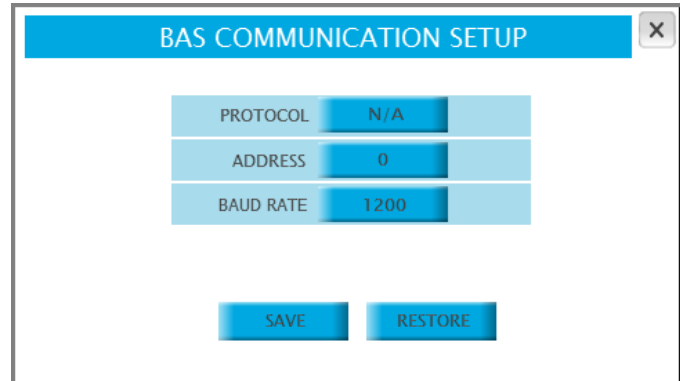 BAS COMMUNICATION SETUP
X
PROTOCOL N/A
ADDRESS 0
BAUD RATE 1200
SAVE RESTORE